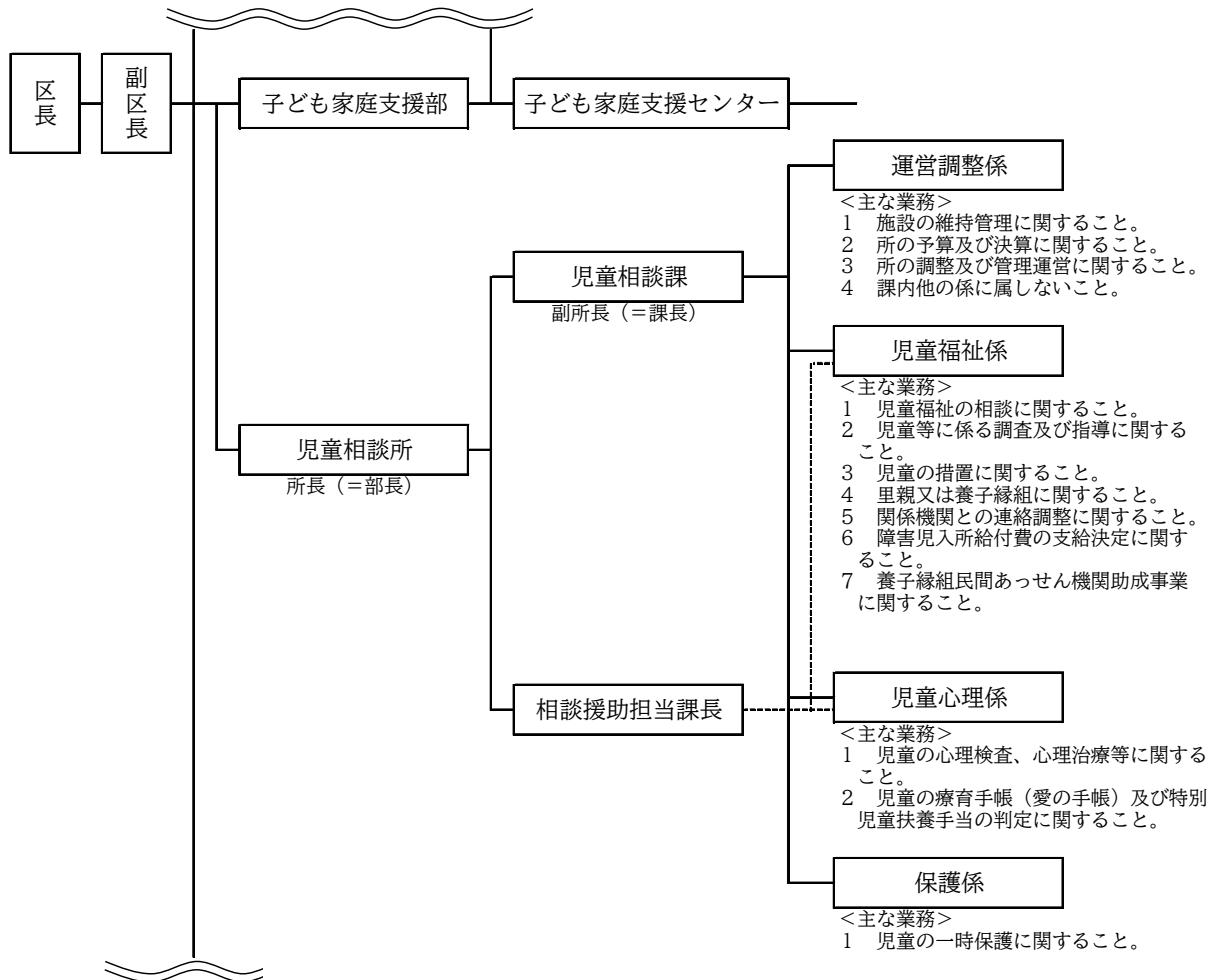 区長
副区長
子ども家庭支援部
子ども家庭支援センター
運営調整係
＜主な業務＞
1　施設の維持管理に関すること。
2　所の予算及び決算に関すること。
3　所の調整及び管理運営に関すること。
4　課内他の係に属しないこと。
児童相談課
副所長（＝課長）
児童福祉係
＜主な業務＞
1　児童福祉の相談に関すること。
2　児童等に係る調査及び指導に関する
こと。
3　児童の措置に関すること。
4　里親又は養子縁組に関すること。
5　関係機関との連絡調整に関すること。
6　障害児入所給付費の支給決定に関す
ること。
7　養子縁組民間あっせん機関助成事業
に関すること。
児童相談所
所長（＝部長）
相談援助担当課長
児童心理係
＜主な業務＞
1　児童の心理検査、心理治療等に関する
こと。
2　児童の療育手帳（愛の手帳）及び特別
児童扶養手当の判定に関すること。
保護係
＜主な業務＞
1　児童の一時保護に関すること。